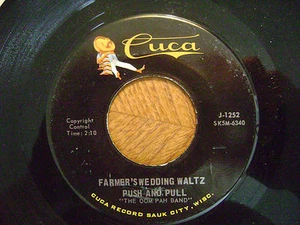 Cuca
Copyright
Control
Time: 2:10
J-1252
SK5M-6340
FARMER'S WEDDING WALTZ
PUSH AND PULL
"THE OOM PAH BAND"
CUCA RECORD SAUK CITY, WISC.